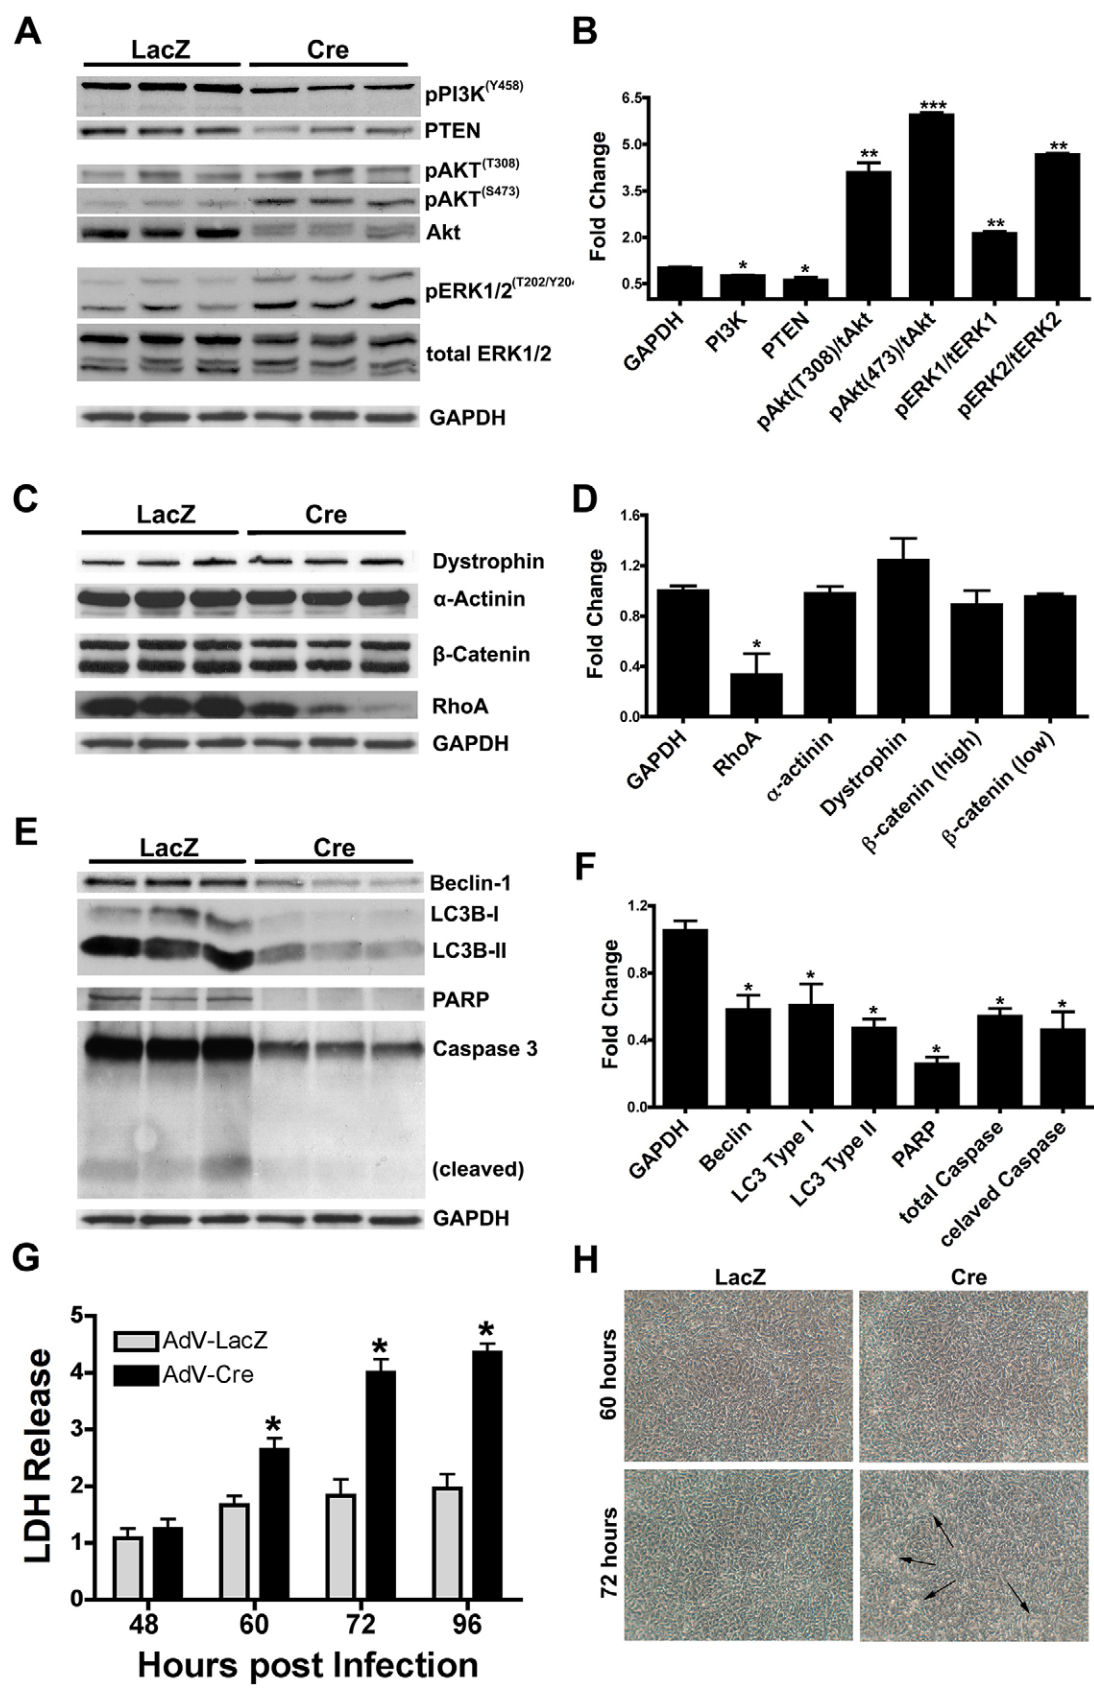 A
LacZ Cre
pPI3K(Y458)
PTEN
pAKT(T308)
pAKT(S473)
Akt
pERK1/2(T202/Y20
total ERK1/2
GAPDH
B
Fold Change
6.5
5.0
3.5
2.0
0.5
* * ** *** ** **
GAPDH
PI3K
PTEN
pAkt(T308)/tAkt
pAkt(473)/tAkt
pERK1/tERK1
pERK2/tERK2
C
LacZ Cre
Dystrophin
α-Actinin
β-Catenin
RhoA
GAPDH
D
Fold Change
1.6
1.2
0.8
0.4
0.0
*
GAPDH
RhoA
α-actinin
Dystrophin
β-catenin (high)
β-catenin (low)
E
LacZ Cre
Beclin-1
LC3B-I
LC3B-II
PARP
Caspase 3
(cleaved)
GAPDH
F
Fold Change
1.2
0.8
0.4
0.0
* * * * * *
GAPDH
Beclin
LC3 Type I
LC3 Type II
PARP
total Caspase
celaved Caspase
G
LDH Release
5
4
3
2
1
0
AdV-LacZ
AdV-Cre
* * *
48 60 72 96
Hours post Infection
H
LacZ Cre
60 hours
72 hours